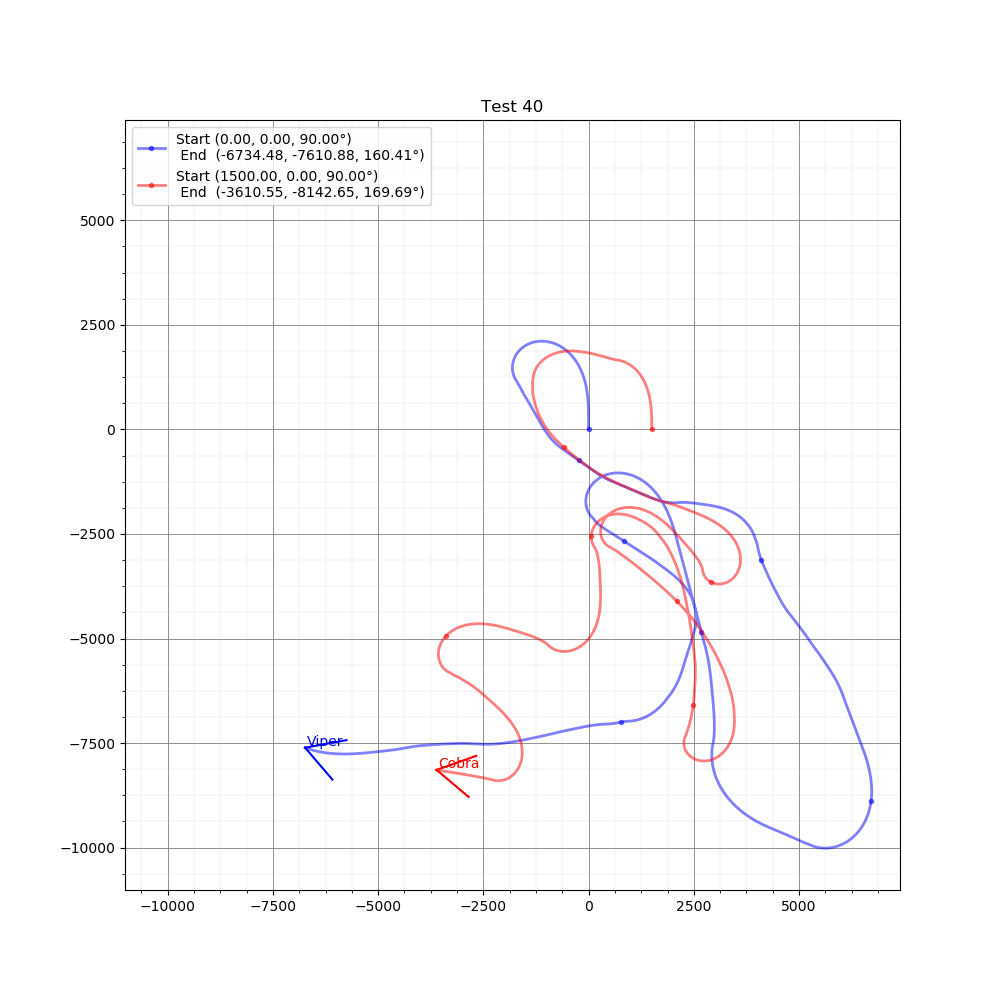 Test 40
Start (0.00, 0.00, 90.00°)
End  (-6734.48, -7610.88, 160.41°)
Start (1500.00, 0.00, 90.00°)
End  (-3610.55, -8142.65, 169.69°)
5000
2500
0
−2500
−5000
−7500
−10000
Viper
Cobra
−10000 −7500 −5000 −2500 0 2500 5000